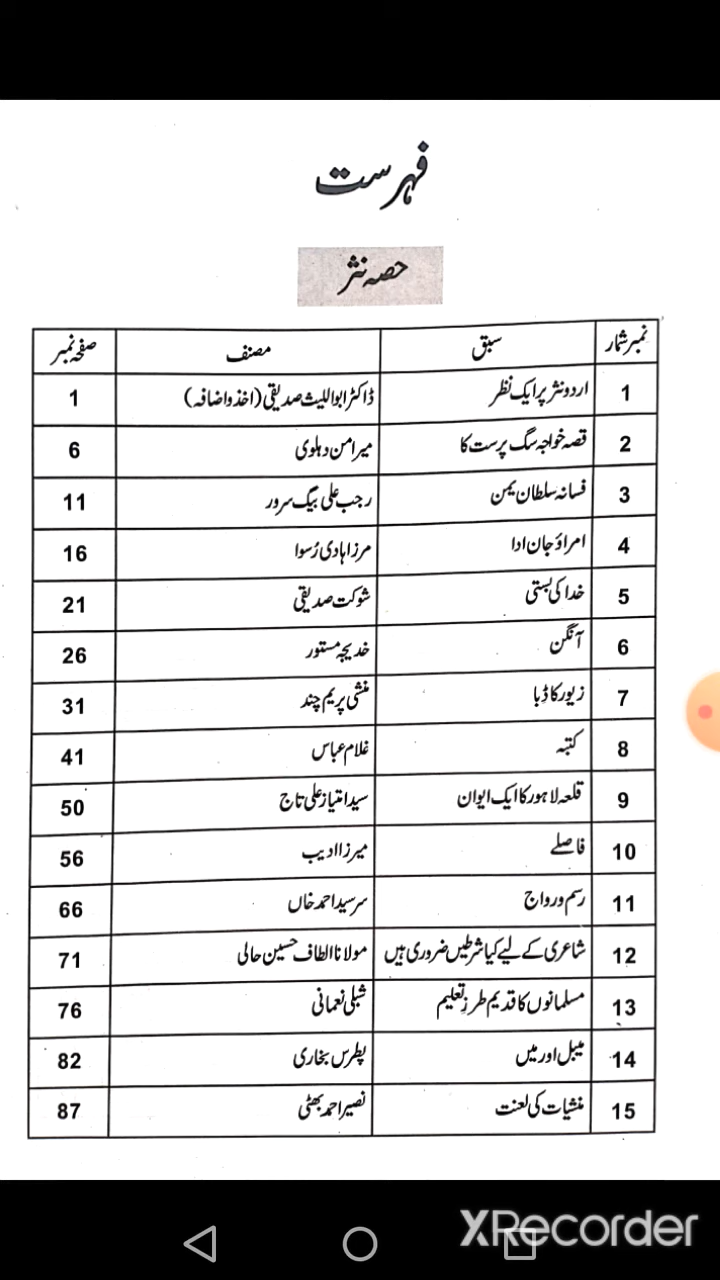 فہرست
حصہ نثر
نمبر شمار سبق مصنف صفحہ نمبر
1 اردو نثر پر ایک نظر ڈاکٹر ابواللیث صدیقی (اخذ و اضافہ) 1
2 قصہ خواجہ سگ پرست کا میر امن دہلوی 6
3 فسانہ سلطان یمن رجب علی بیگ سرور 11
4 امراؤ جان ادا مرزا ہادی رُسوا 16
5 خدا کی بستی شوکت صدیقی 21
6 آنگن خدیجہ مستور 26
7 زیور کا ڈبا منشی پریم چند 31
8 کتبہ غلام عباس 41
9 قلعہ لاہور کا ایک ایوان سید امتیاز علی تاج 50
10 فاصلے میرزا ادیب 56
11 رسم و رواج سر سید احمد خاں 66
12 شاعری کے لیے کیا شرطیں ضروری ہیں مولانا الطاف حسین حالی 71
13 مسلمانوں کا قدیم طرزِ تعلیم شبلی نعمانی 76
14 میبل اور میں پطرس بخاری 82
15 منشیات کی لعنت نصیر احمد بھٹی 87
XRecorder